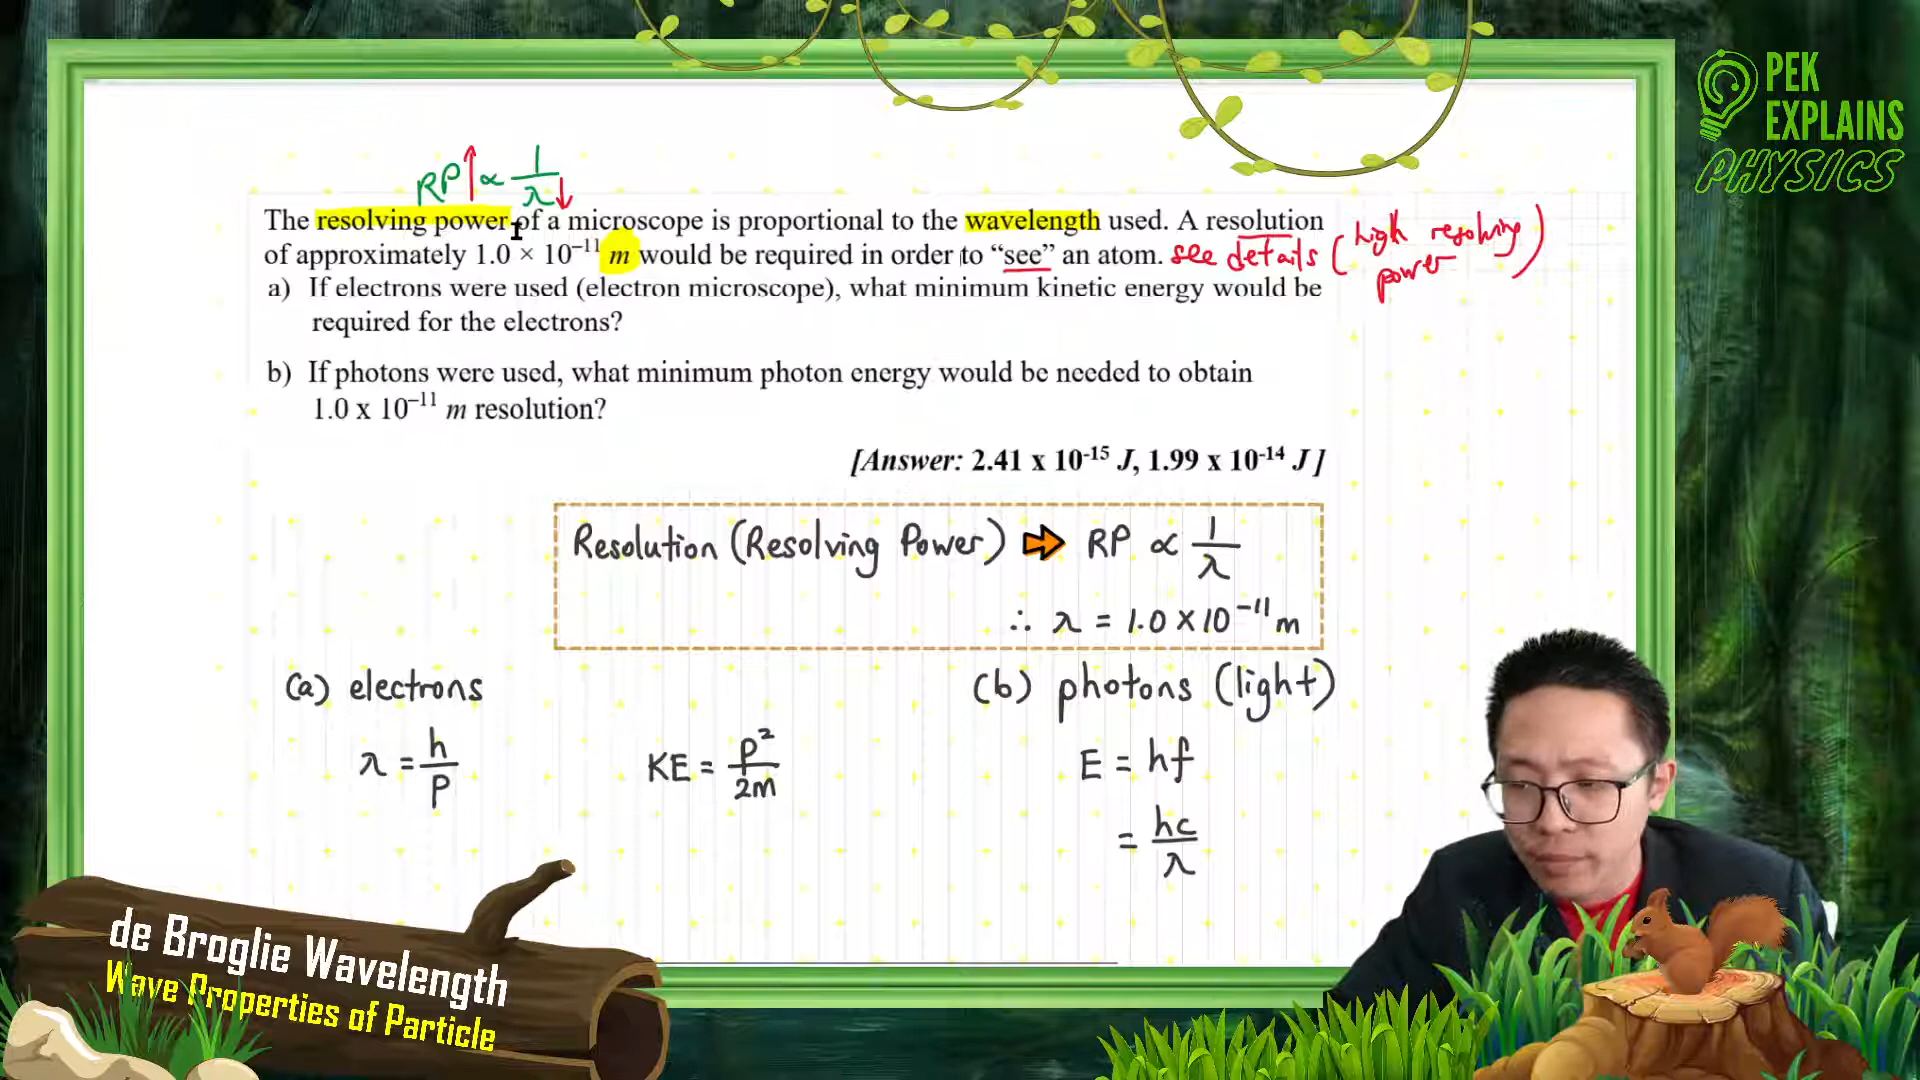 PEK
EXPLAINS
PHYSICS
RP↑ ∝ 1/λ↓
The resolving power of a microscope is proportional to the wavelength used. A resolution
of approximately 1.0 × 10⁻¹¹ m would be required in order to “see” an atom. see details (high resolving power)
a) If electrons were used (electron microscope), what minimum kinetic energy would be
required for the electrons?
b) If photons were used, what minimum photon energy would be needed to obtain
1.0 x 10⁻¹¹ m resolution?
[Answer: 2.41 x 10⁻¹⁵ J, 1.99 x 10⁻¹⁴ J]
Resolution (Resolving Power) ➡ RP ∝ 1/λ
∴ λ = 1.0 × 10⁻¹¹ m
(a) electrons
λ = h/p
KE = p²/2m
(b) photons (light)
E = hf
= hc/λ
de Broglie Wavelength
Wave Properties of Particle